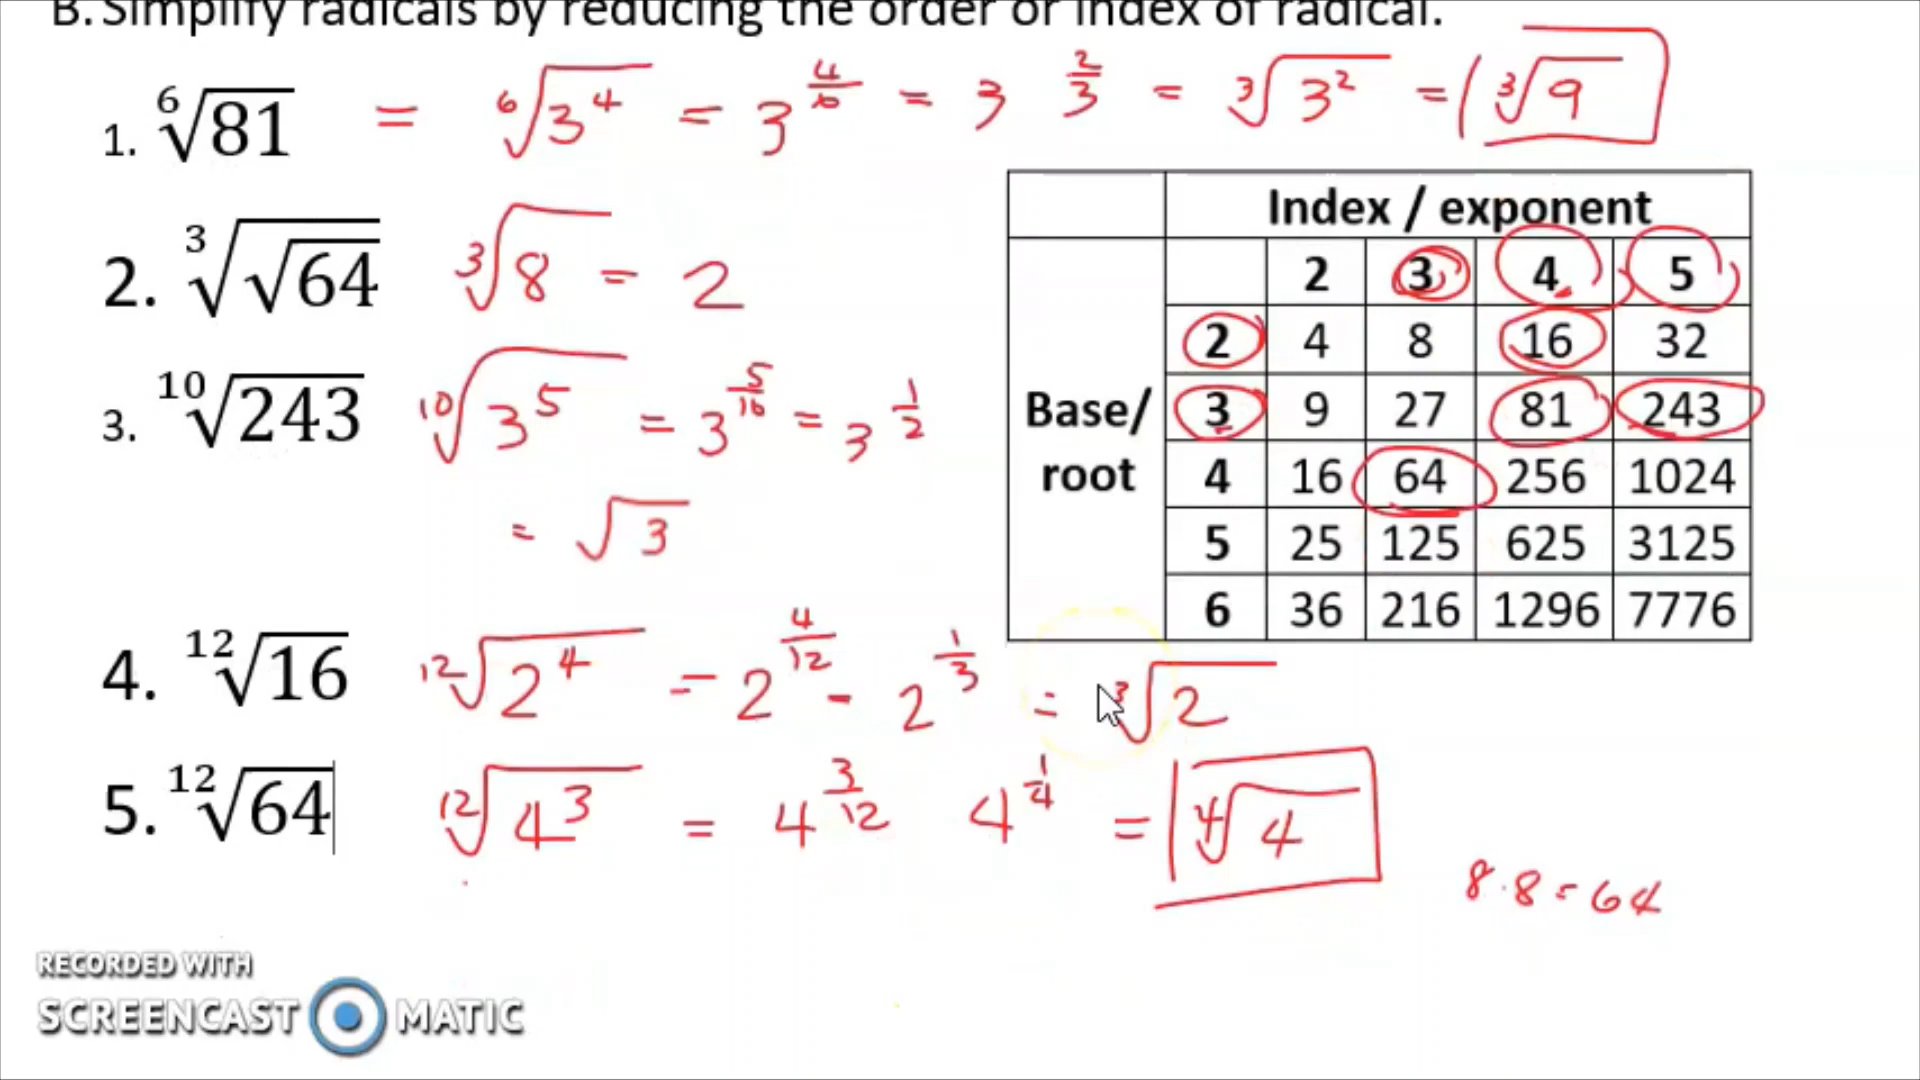 B. Simplify radicals by reducing the order or index of radical.
1. ⁶√81 = ⁶√3⁴ = 3^(4/6) = 3^(2/3) = ³√3² = ³√9
2. ³√√64 ³√8 = 2
3. ¹⁰√243 ¹⁰√3⁵ = 3^(5/10) = 3^(1/2)
= √3
4. ¹²√16 ¹²√2⁴ = 2^(4/12) - 2^(1/3) = ³√2
5. ¹²√64 ¹²√4³ = 4^(3/12) 4^(1/4) = ⁴√4
8·8=64
Index / exponent
2 3 4 5
2 4 8 16 32
Base/ 3 9 27 81 243
root 4 16 64 256 1024
5 25 125 625 3125
6 36 216 1296 7776
RECORDED WITH
SCREENCAST MATIC